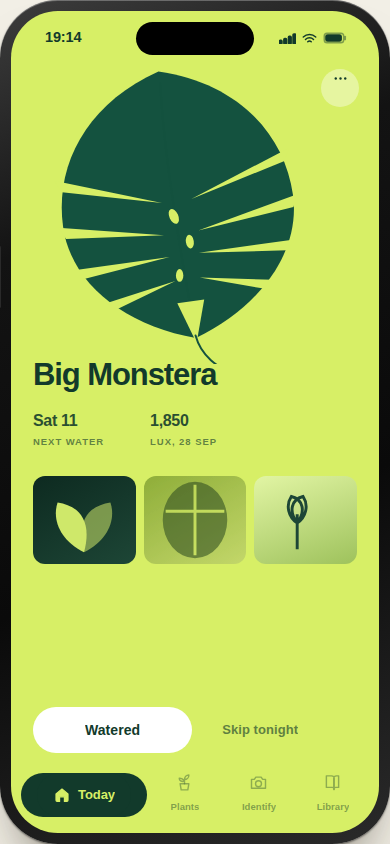 19:14
Big Monstera
Sat 11
NEXT WATER
1,850
LUX, 28 SEP
Watered
Skip tonight
Today
Plants
Identify
Library